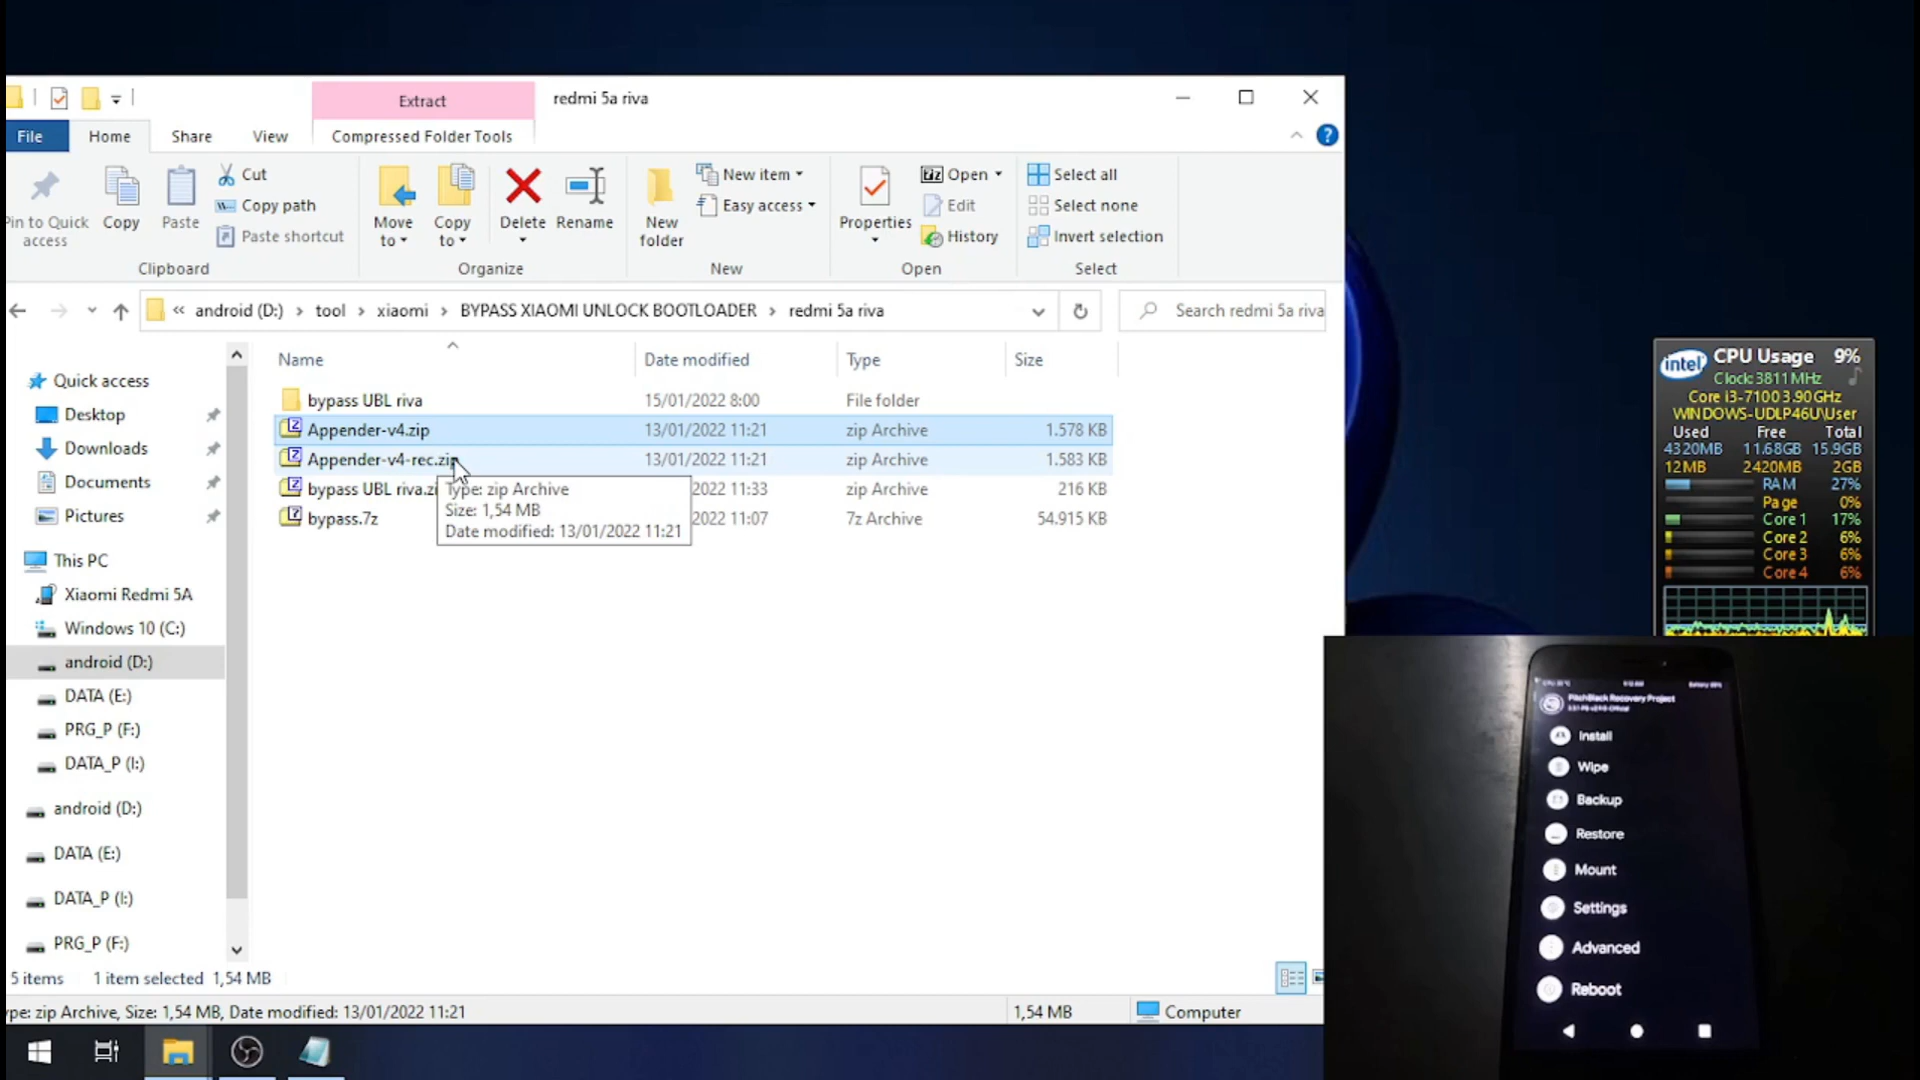 Extract
redmi 5a riva
File
Home
Share
View
Compressed Folder Tools
Pin to Quick access
Copy
Paste
Cut
Copy path
Paste shortcut
Clipboard
Move to
Copy to
Delete
Rename
Organize
New folder
New item
Easy access
New
Properties
Open
Edit
History
Open
Select all
Select none
Invert selection
Select
« android (D:) › tool › xiaomi › BYPASS XIAOMI UNLOCK BOOTLOADER › redmi 5a riva
Search redmi 5a riva
Name Date modified Type Size
bypass UBL riva 15/01/2022 8:00 File folder
Appender-v4.zip 13/01/2022 11:21 zip Archive 1.578 KB
Appender-v4-rec.zip 13/01/2022 11:21 zip Archive 1.583 KB
bypass UBL riva.zi 2022 11:33 zip Archive 216 KB
bypass.7z 2022 11:07 7z Archive 54.915 KB
Type: zip Archive
Size: 1,54 MB
Date modified: 13/01/2022 11:21
Quick access
Desktop
Downloads
Documents
Pictures
This PC
Xiaomi Redmi 5A
Windows 10 (C:)
android (D:)
DATA (E:)
PRG_P (F:)
DATA_P (I:)
android (D:)
DATA (E:)
DATA_P (I:)
PRG_P (F:)
5 items 1 item selected 1,54 MB
ype: zip Archive, Size: 1,54 MB, Date modified: 13/01/2022 11:21
1,54 MB
Computer
intel
CPU Usage 9%
Clock: 3811MHz
Core i3-7100 3.90GHz
WINDOWS-UDLP46U\User
Used Free Total
4320MB 11.68GB 15.9GB
12MB 2420MB 2GB
RAM 27%
Page 0%
Core 1 17%
Core 2 6%
Core 3 6%
Core 4 6%
PitchBlack Recovery Project
Install
Wipe
Backup
Restore
Mount
Settings
Advanced
Reboot